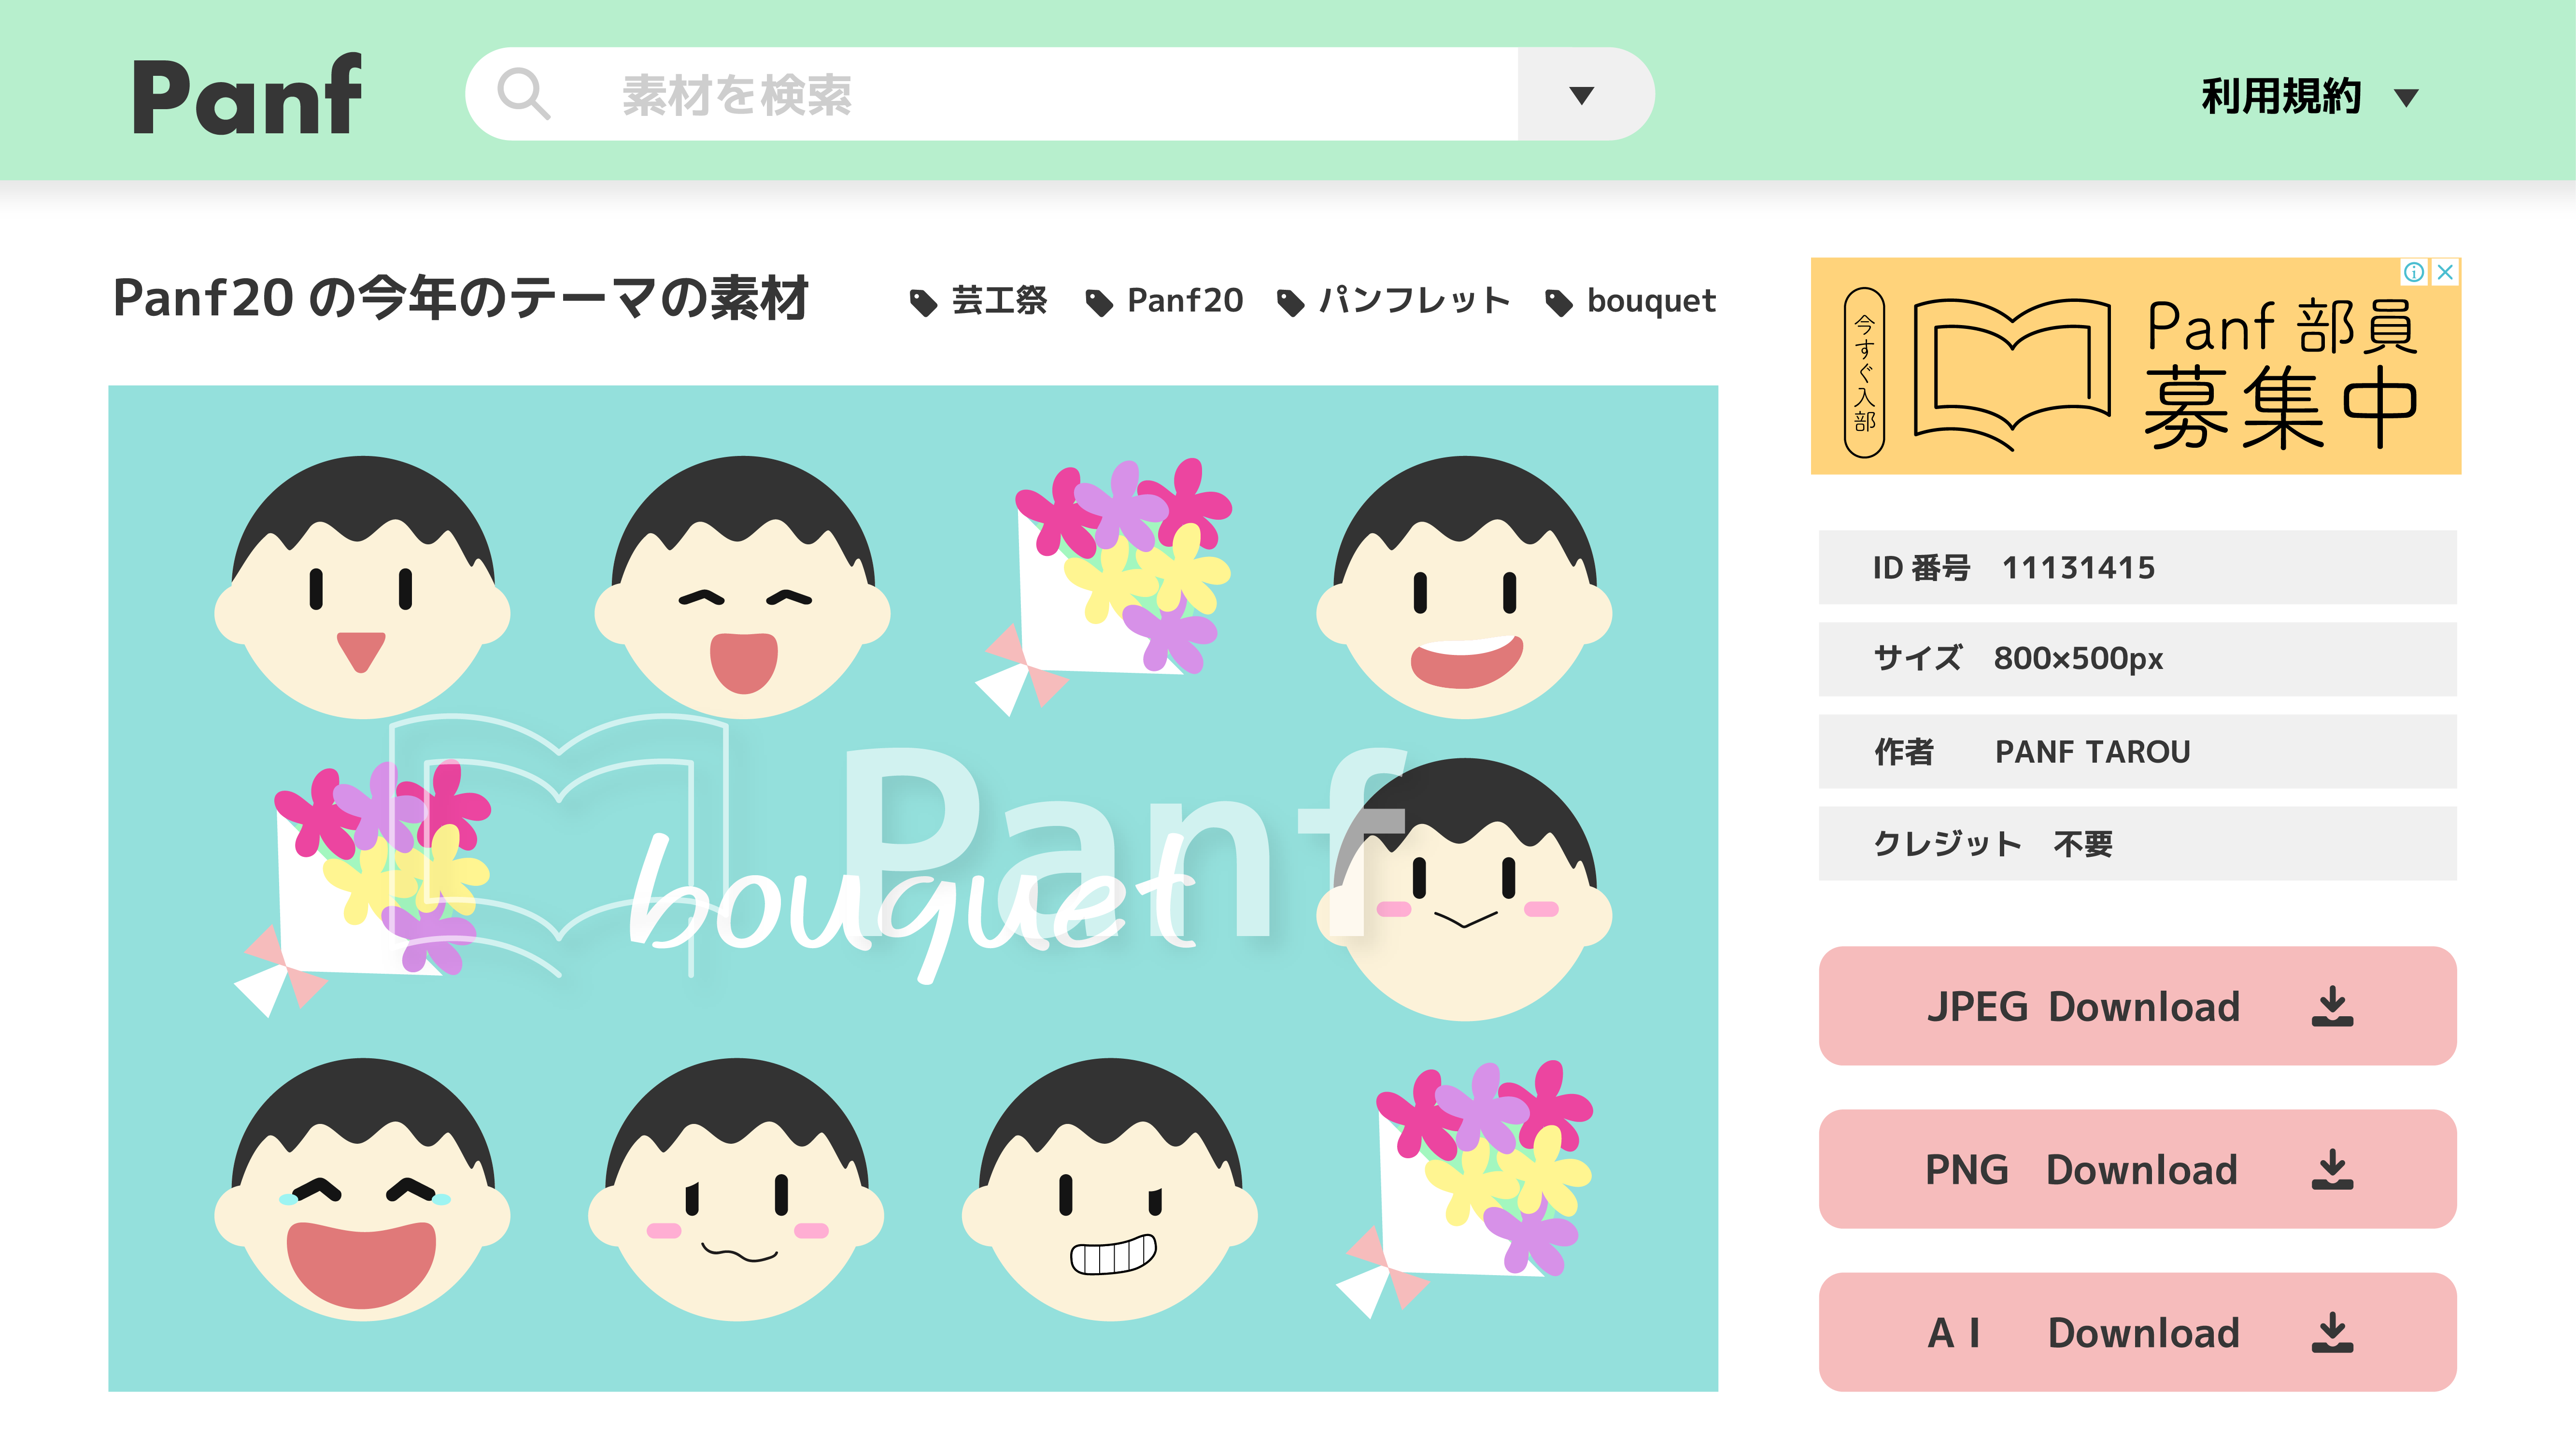 Panf
素材を検索
利用規約
Panf20 の今年のテーマの素材
芸工祭
Panf20
パンフレット
bouquet
今すぐ入部
Panf 部員
募集中
Panf
bouquet
ID 番号 11131415
サイズ 800×500px
作者 PANF TAROU
クレジット 不要
JPEG Download
PNG Download
A I Download